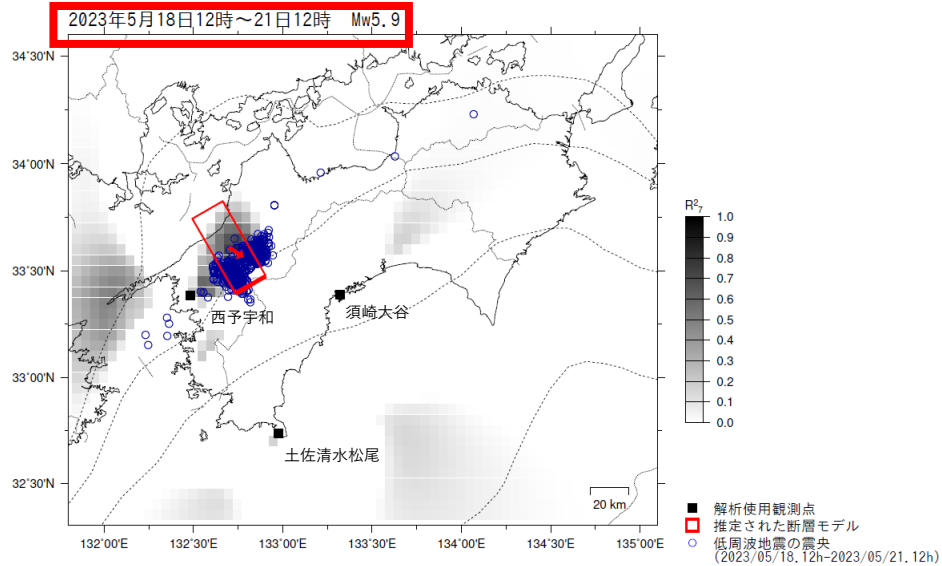 2023年5月18日12時～21日12時　Mw5.9
34°30'N
34°00'N
33°30'N
33°00'N
32°30'N
132°00'E
132°30'E
133°00'E
133°30'E
134°00'E
134°30'E
135°00'E
西予宇和
須崎大谷
土佐清水松尾
20 km
R²₇
1.0
0.9
0.8
0.7
0.6
0.5
0.4
0.3
0.2
0.1
0.0
解析使用観測点
推定された断層モデル
低周波地震の震央
(2023/05/18.12h-2023/05/21.12h)